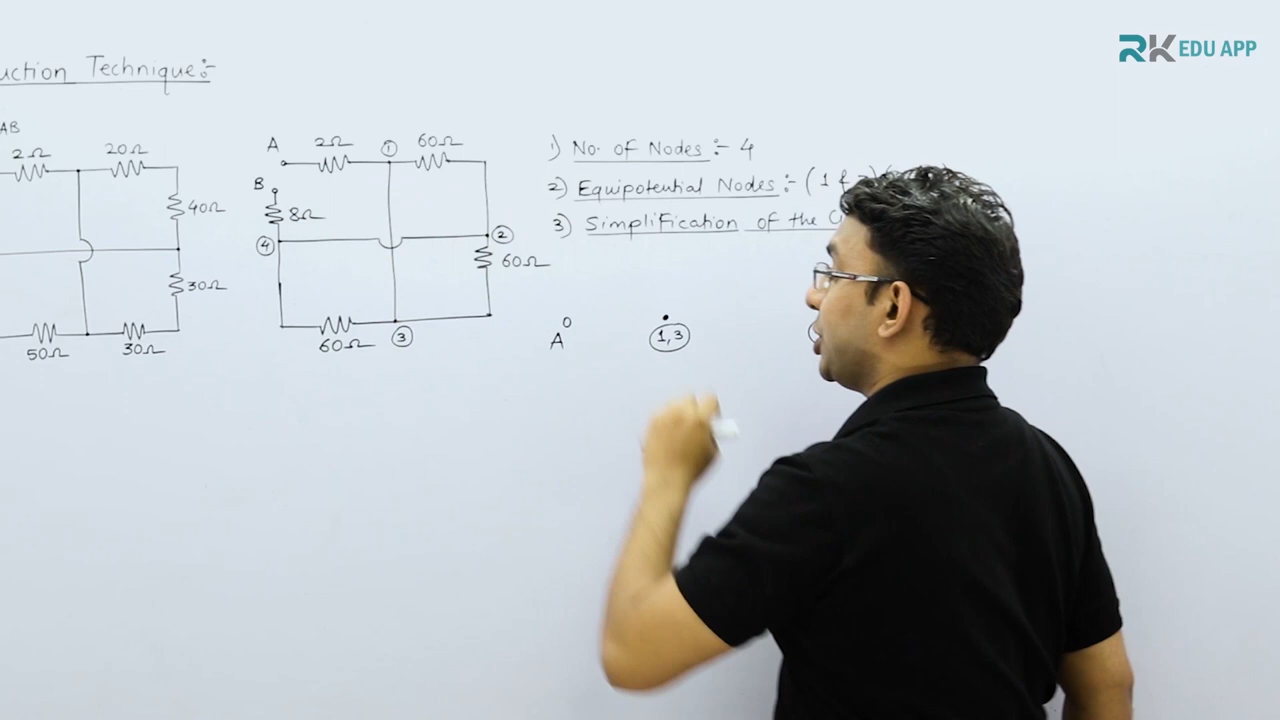 RK EDU APP
uction Technique:-
AB
2Ω
20Ω
40Ω
30Ω
50Ω
30Ω
A
2Ω
①
60Ω
B
8Ω
④
②
60Ω
60Ω
③
1) No. of Nodes :- 4
2) Equipotential Nodes :- (1 &
3) Simplification of the C
A
1,3